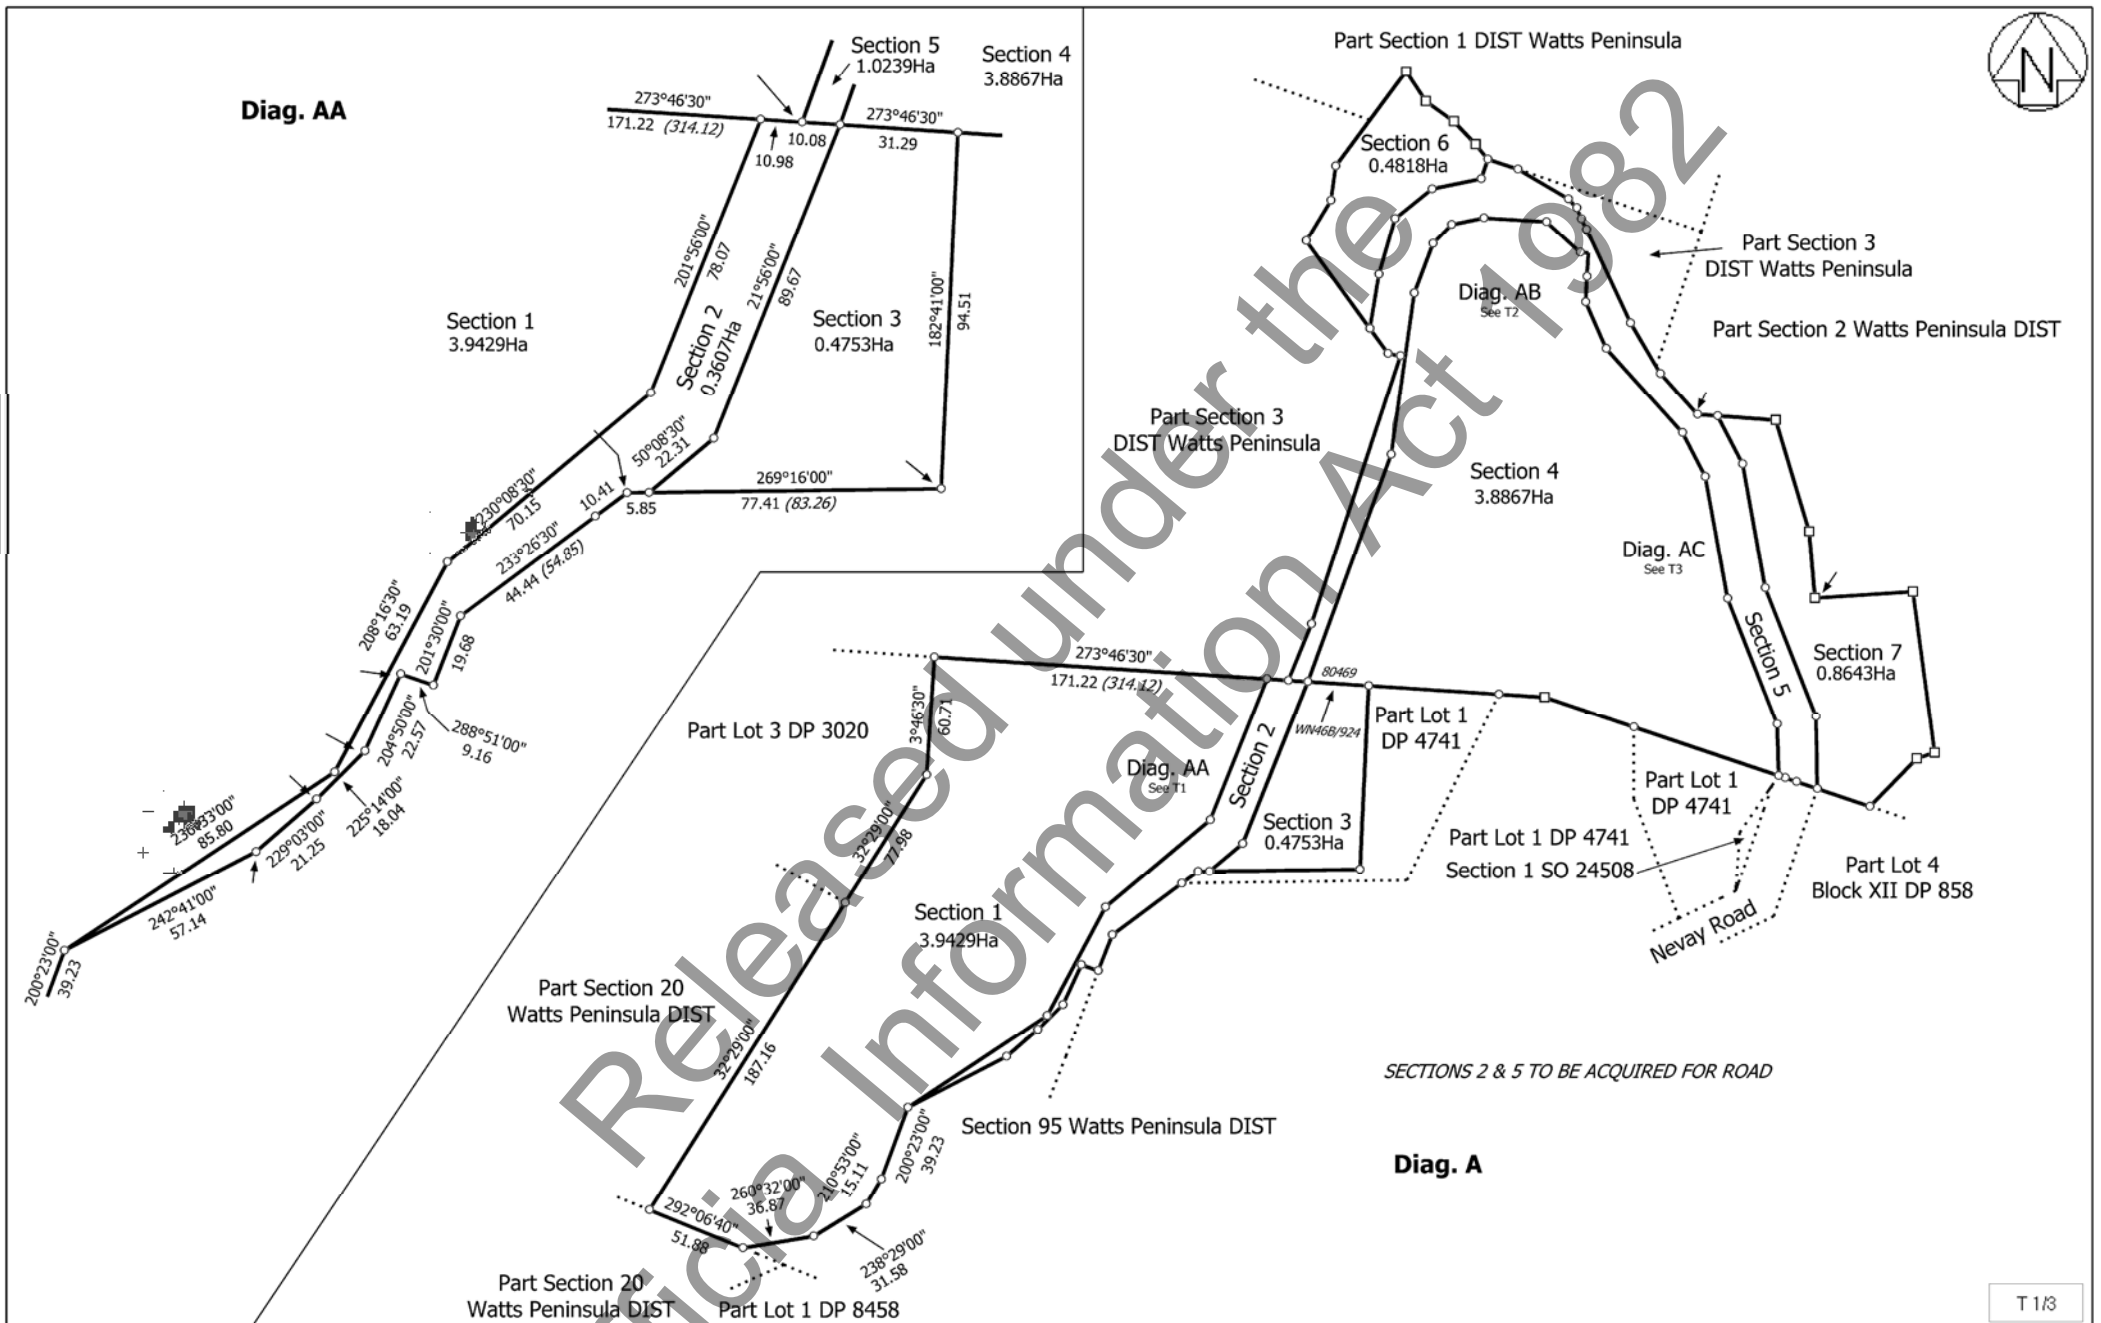 Diag. AA
Section 5
1.0239Ha
Section 4
3.8867Ha
273°46'30"
171.22 (314.12)
10.98
10.08
273°46'30"
31.29
201°56'00"
78.07
21°56'00"
89.67
Section 2
0.3607Ha
Section 1
3.9429Ha
Section 3
0.4753Ha
182°41'00"
94.51
50°08'30"
22.31
269°16'00"
77.41 (83.26)
5.85
10.41
230°08'30"
70.15
233°26'30"
44.44 (54.85)
208°16'30"
63.19
201°30'00"
19.68
288°51'00"
9.16
204°50'00"
22.57
225°14'00"
18.04
85.80
229°03'00"
21.25
242°41'00"
57.14
200°23'00"
39.23
Part Section 1 DIST Watts Peninsula
N
Section 6
0.4818Ha
Part Section 3
DIST Watts Peninsula
Diag. AB
See T2
Part Section 2 Watts Peninsula DIST
Part Section 3
DIST Watts Peninsula
Section 4
3.8867Ha
Diag. AC
See T3
Section 5
Section 7
0.8643Ha
273°46'30"
171.22 (314.12)
80469
WN46B/924
Part Lot 1
DP 4741
3°46'30"
60.71
Part Lot 3 DP 3020
Diag. AA
See T1
Section 2
Section 3
0.4753Ha
Part Lot 1
DP 4741
Part Lot 1 DP 4741
Section 1 SO 24508
Part Lot 4
Block XII DP 858
Nevay Road
32°29'00"
77.98
Section 1
3.9429Ha
Part Section 20
Watts Peninsula DIST
32°29'00"
187.16
SECTIONS 2 & 5 TO BE ACQUIRED FOR ROAD
Section 95 Watts Peninsula DIST
Diag. A
200°23'00"
39.23
210°53'00"
15.11
260°32'00"
36.87
292°06'40"
51.88
238°29'00"
31.58
Part Section 20
Watts Peninsula DIST
Part Lot 1 DP 8458
T 1/3
Released under the
Information Act 1982